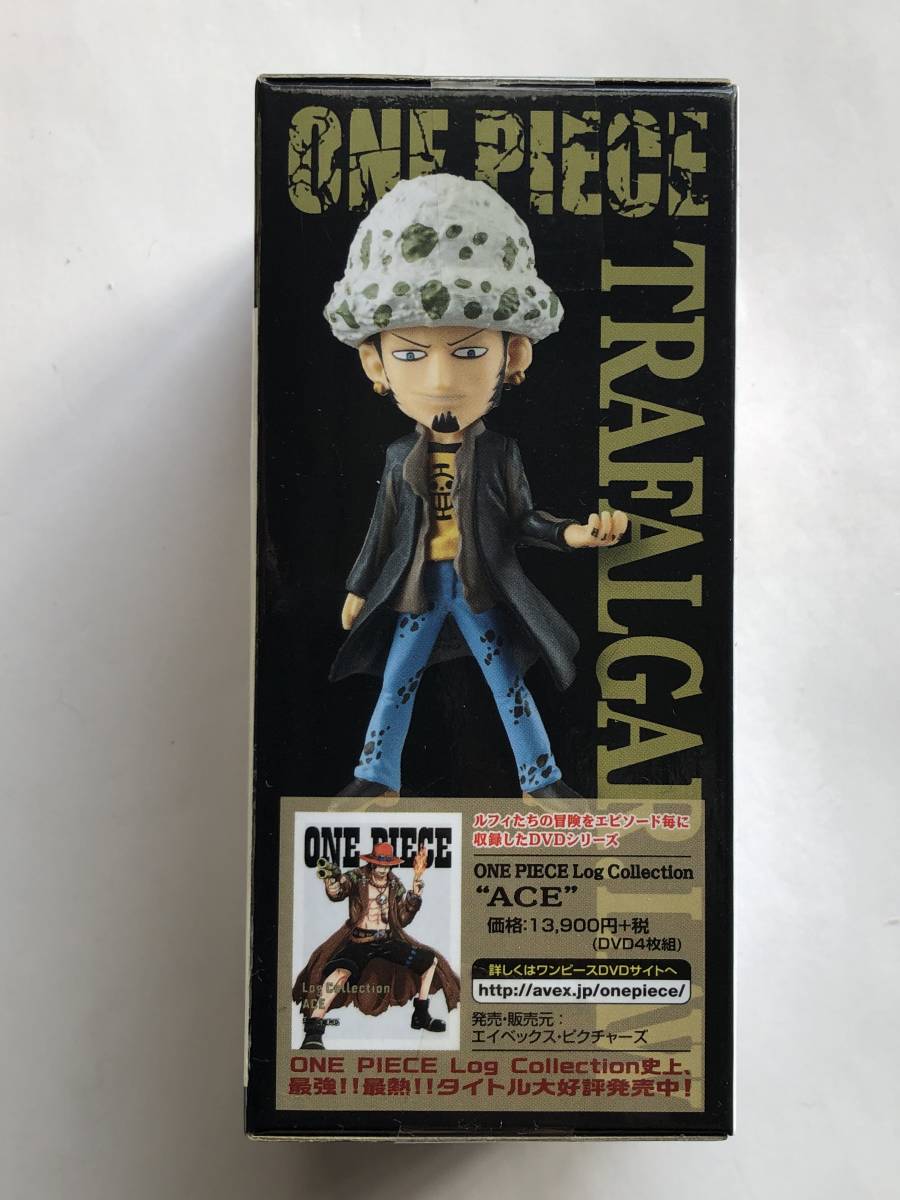 ONE PIECE
TRAFALGAR.LAW
ONE PIECE
Log Collection
ACE
ルフィたちの冒険をエピソード毎に
収録したDVDシリーズ
ONE PIECE Log Collection
“ACE”
価格:13,900円+税
(DVD4枚組)
詳しくはワンピースDVDサイトへ
http://avex.jp/onepiece/
発売・販売元:
エイベックス・ピクチャーズ
ONE PIECE Log Collection史上、
最強!!最熱!!タイトル大好評発売中!